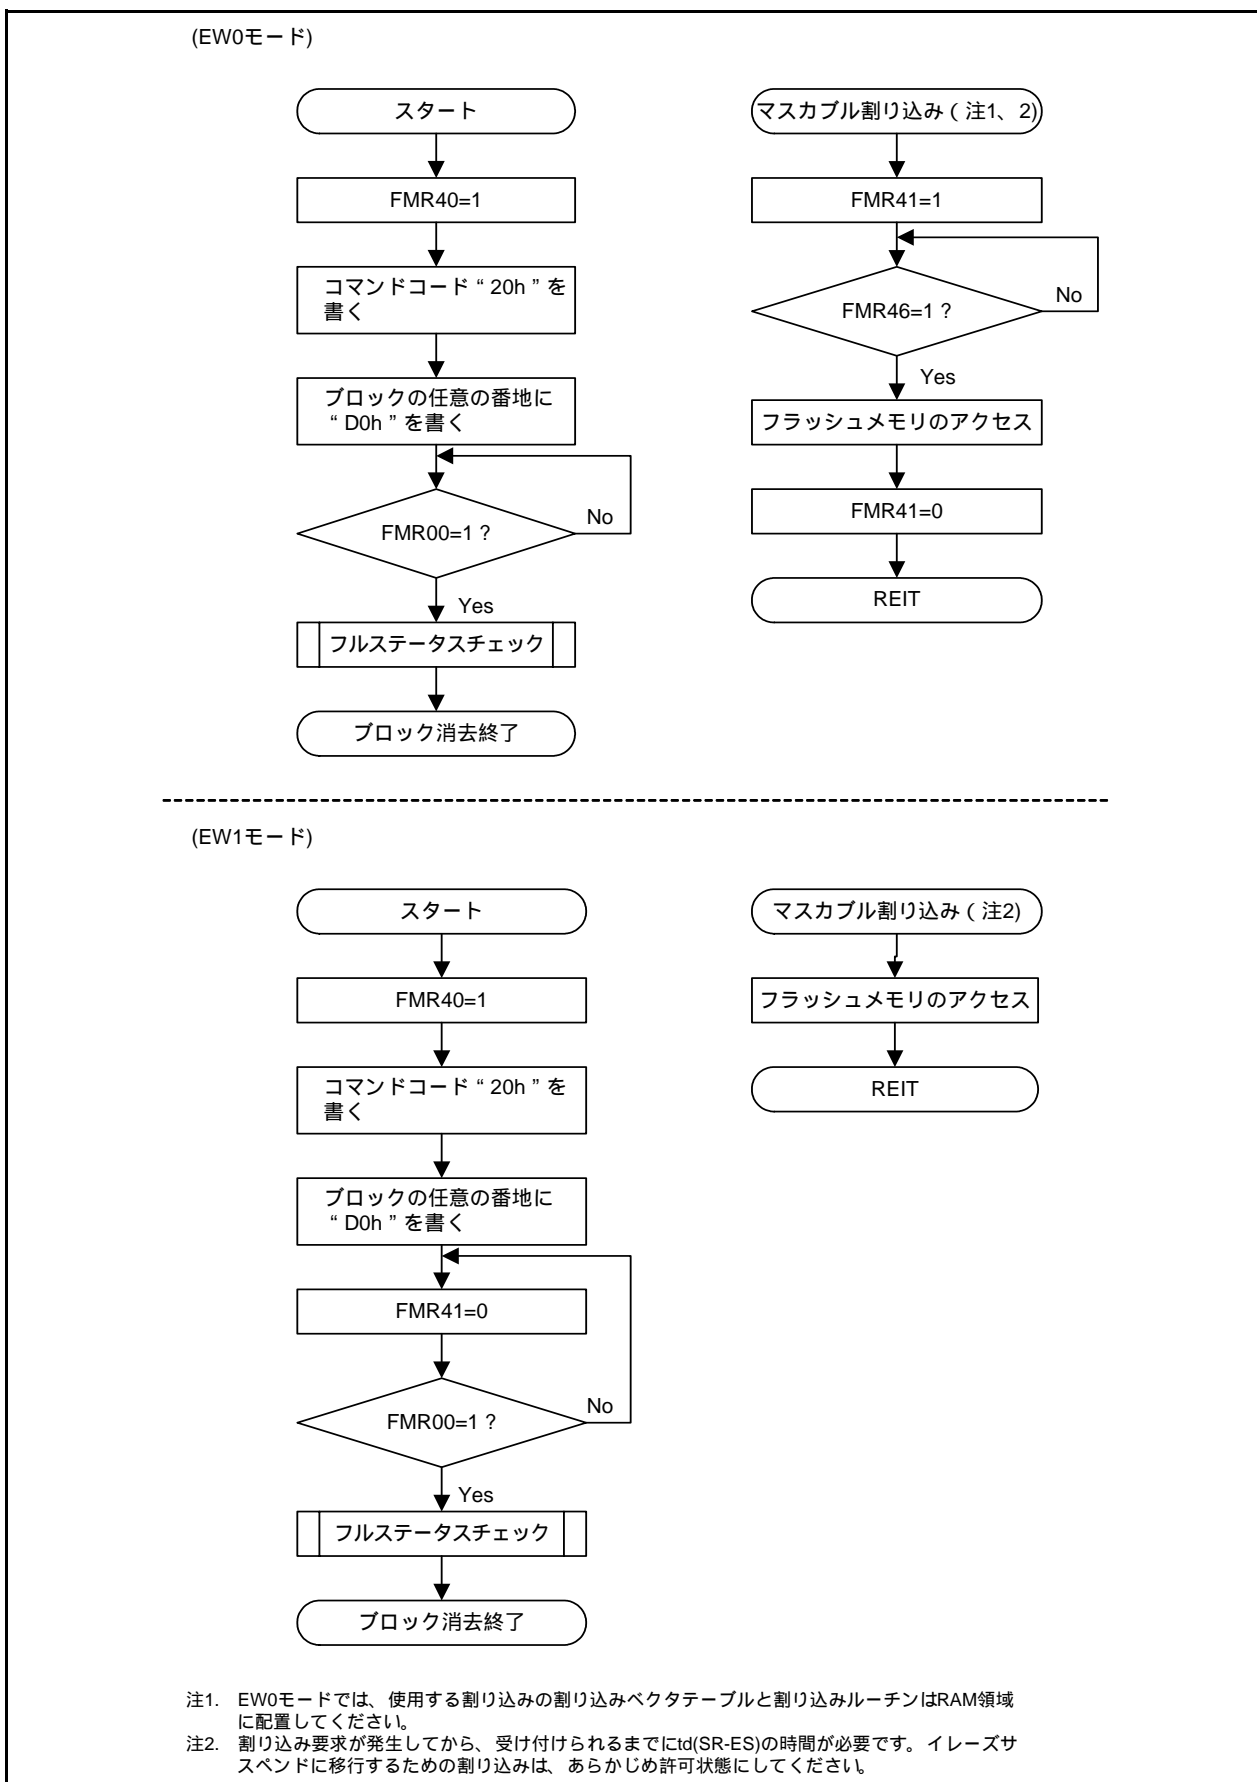 (EW0モード)
スタート
FMR40=1
コマンドコード“20h”を
書く
ブロックの任意の番地に
“D0h”を書く
FMR00=1？
No
Yes
フルステータスチェック
ブロック消去終了
マスカブル割り込み（注1、2)
FMR41=1
FMR46=1？
No
Yes
フラッシュメモリのアクセス
FMR41=0
REIT
(EW1モード)
スタート
FMR40=1
コマンドコード“20h”を
書く
ブロックの任意の番地に
“D0h”を書く
FMR41=0
FMR00=1？
No
Yes
フルステータスチェック
ブロック消去終了
マスカブル割り込み（注2)
フラッシュメモリのアクセス
REIT
注1. EW0モードでは、使用する割り込みの割り込みベクタテーブルと割り込みルーチンはRAM領域
に配置してください。
注2. 割り込み要求が発生してから、受け付けられるまでにtd(SR-ES)の時間が必要です。イレーズサ
スペンドに移行するための割り込みは、あらかじめ許可状態にしてください。